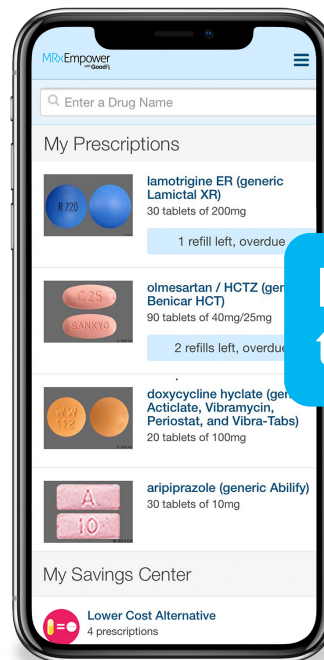 MRxEmpower
with GoodRx
Enter a Drug Name
My Prescriptions
R 720
lamotrigine ER (generic
Lamictal XR)
30 tablets of 200mg
1 refill left, overdue
C25
SANKYO
olmesartan / HCTZ (gen
Benicar HCT)
90 tablets of 40mg/25mg
2 refills left, overdue
WW
112
doxycycline hyclate (gen
Acticlate, Vibramycin,
Periostat, and Vibra-Tabs)
20 tablets of 100mg
A
10
aripiprazole (generic Abilify)
30 tablets of 10mg
My Savings Center
Lower Cost Alternative
4 prescriptions